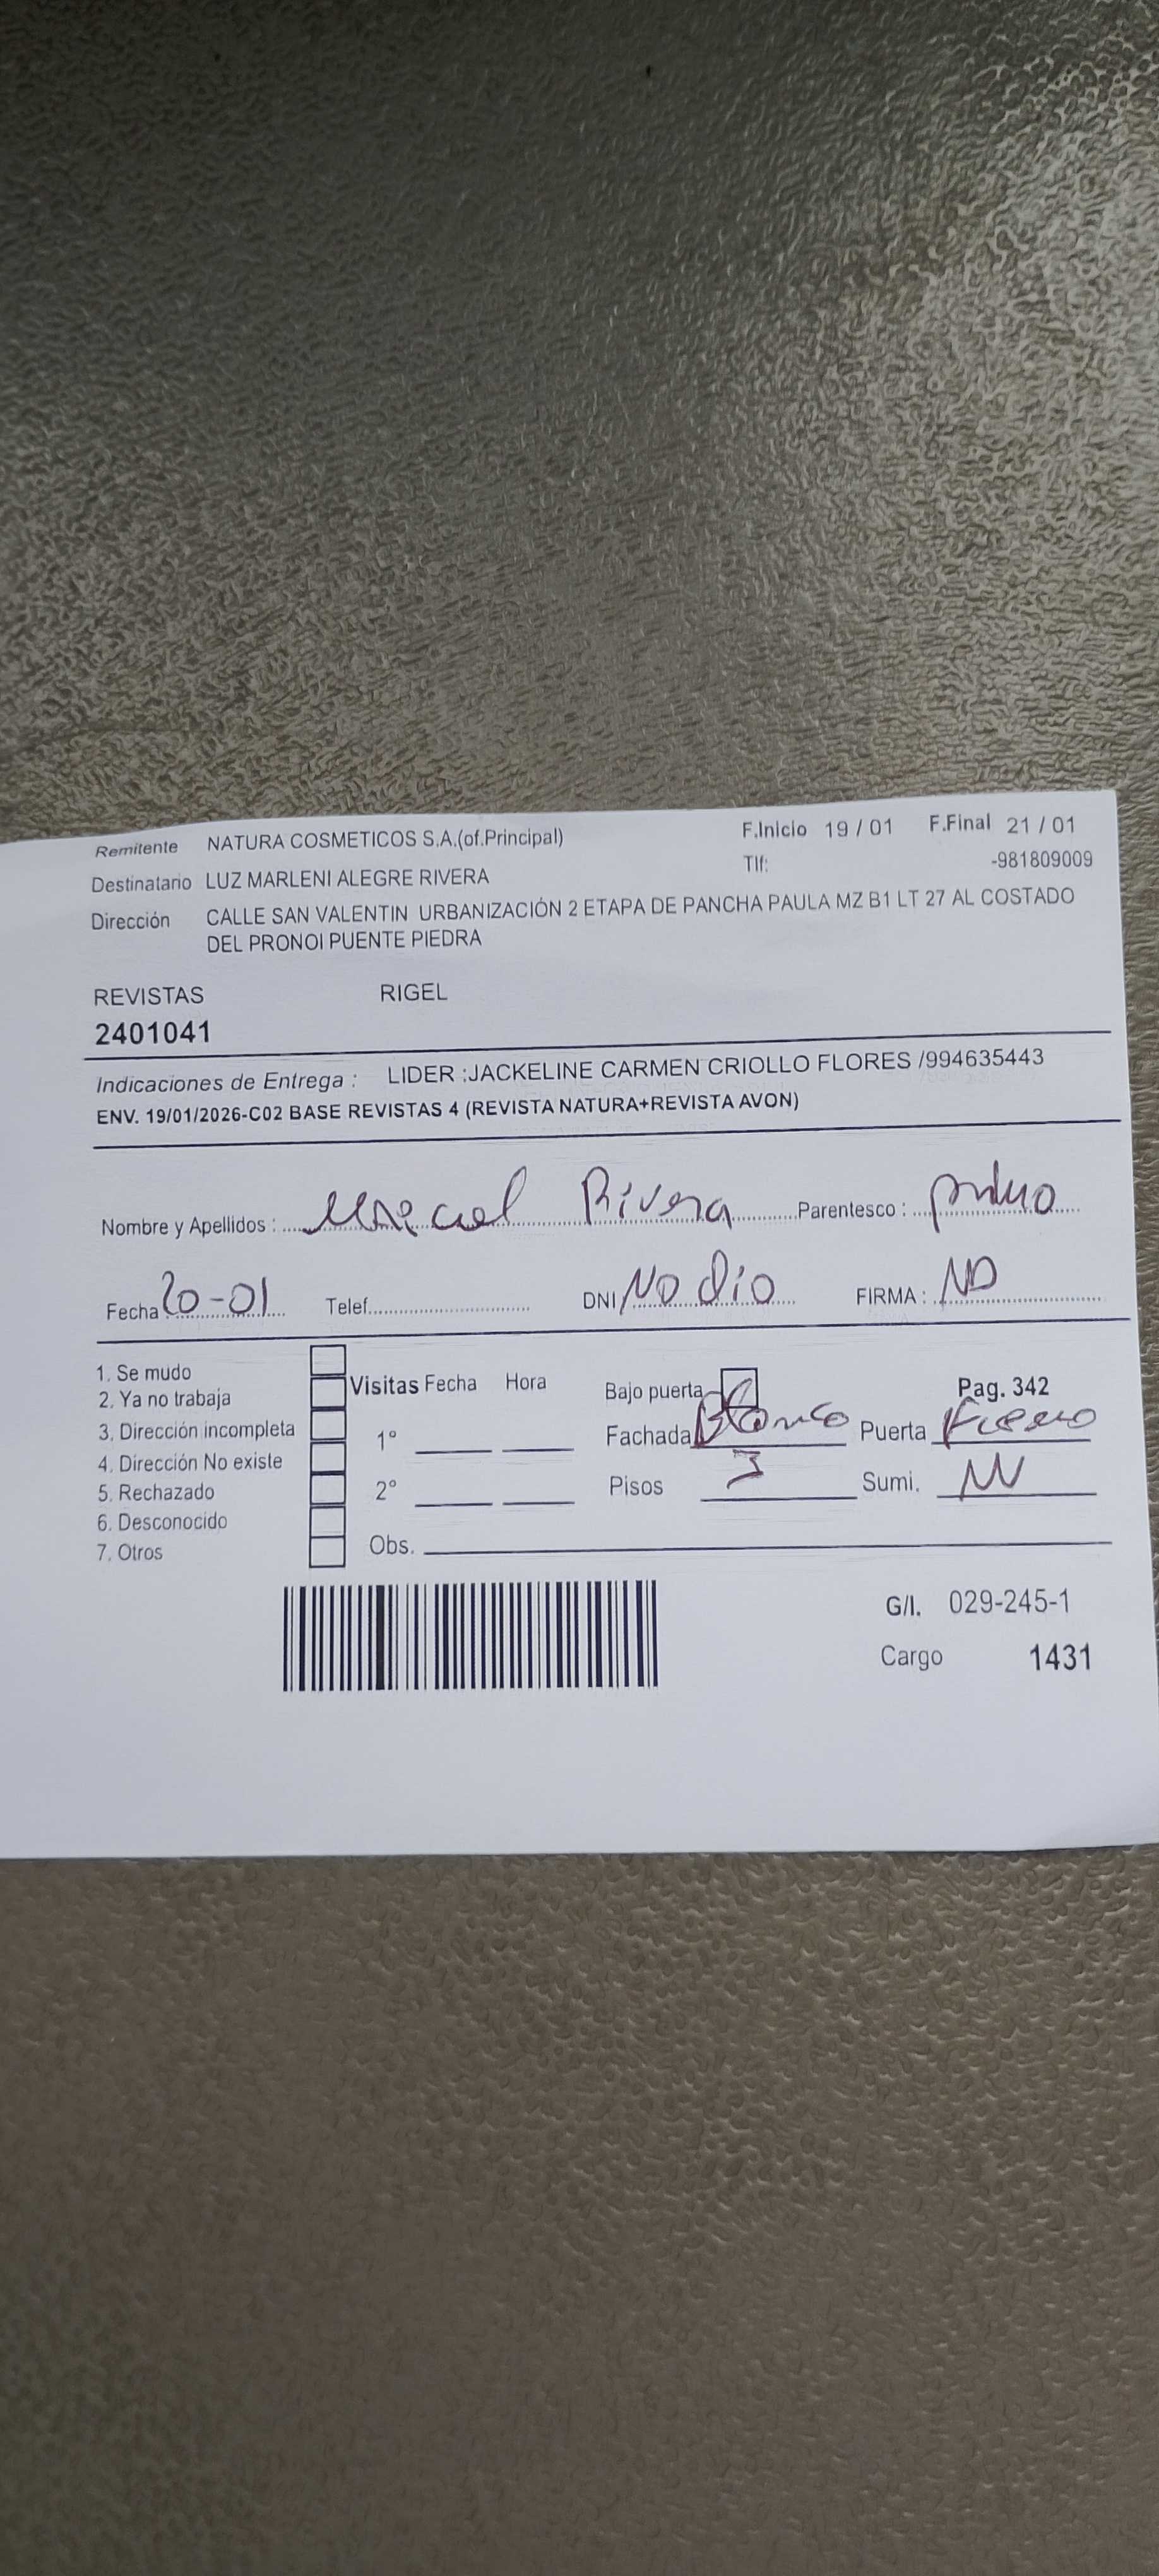 Remitente NATURA COSMETICOS S.A.(of.Principal) F.Inicio 19 / 01 F.Final 21 / 01
Destinatario LUZ MARLENI ALEGRE RIVERA Tlf: -981809009
Dirección CALLE SAN VALENTIN URBANIZACIÓN 2 ETAPA DE PANCHA PAULA MZ B1 LT 27 AL COSTADO
DEL PRONOI PUENTE PIEDRA
REVISTAS RIGEL
2401041
Indicaciones de Entrega : LIDER :JACKELINE CARMEN CRIOLLO FLORES /994635443
ENV. 19/01/2026-C02 BASE REVISTAS 4 (REVISTA NATURA+REVISTA AVON)
Nombre y Apellidos : Rivera Parentesco :
Fecha 20-01 Telef. DNI No dio FIRMA : ND
1. Se mudo
2. Ya no trabaja Visitas Fecha Hora Bajo puerta Pag. 342
3. Dirección incompleta 1° Fachada Blanco Puerta Fierro
4. Dirección No existe
5. Rechazado 2° Pisos 3 Sumi.
6. Desconocido
7. Otros Obs.
G/I. 029-245-1
Cargo 1431